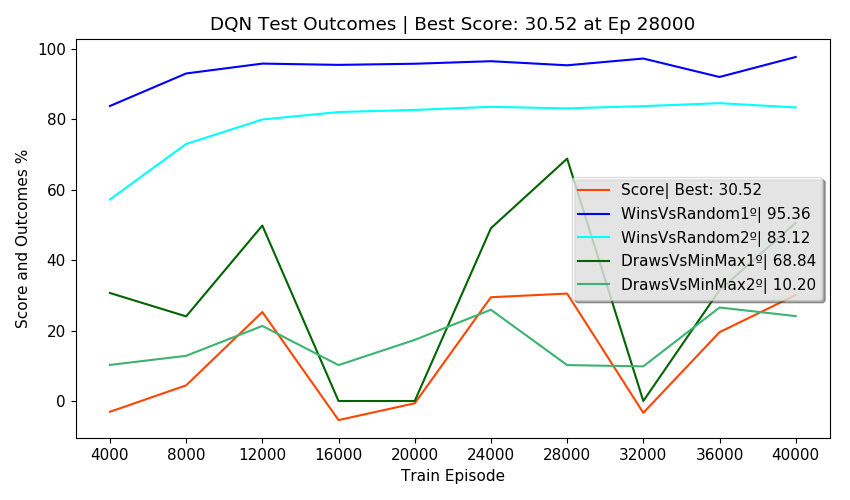 DQN Test Outcomes | Best Score: 30.52 at Ep 28000
100
80
60
40
20
0
Score and Outcomes %
Score| Best: 30.52
WinsVsRandom1º| 95.36
WinsVsRandom2º| 83.12
DrawsVsMinMax1º| 68.84
DrawsVsMinMax2º| 10.20
4000 8000 12000 16000 20000 24000 28000 32000 36000 40000
Train Episode